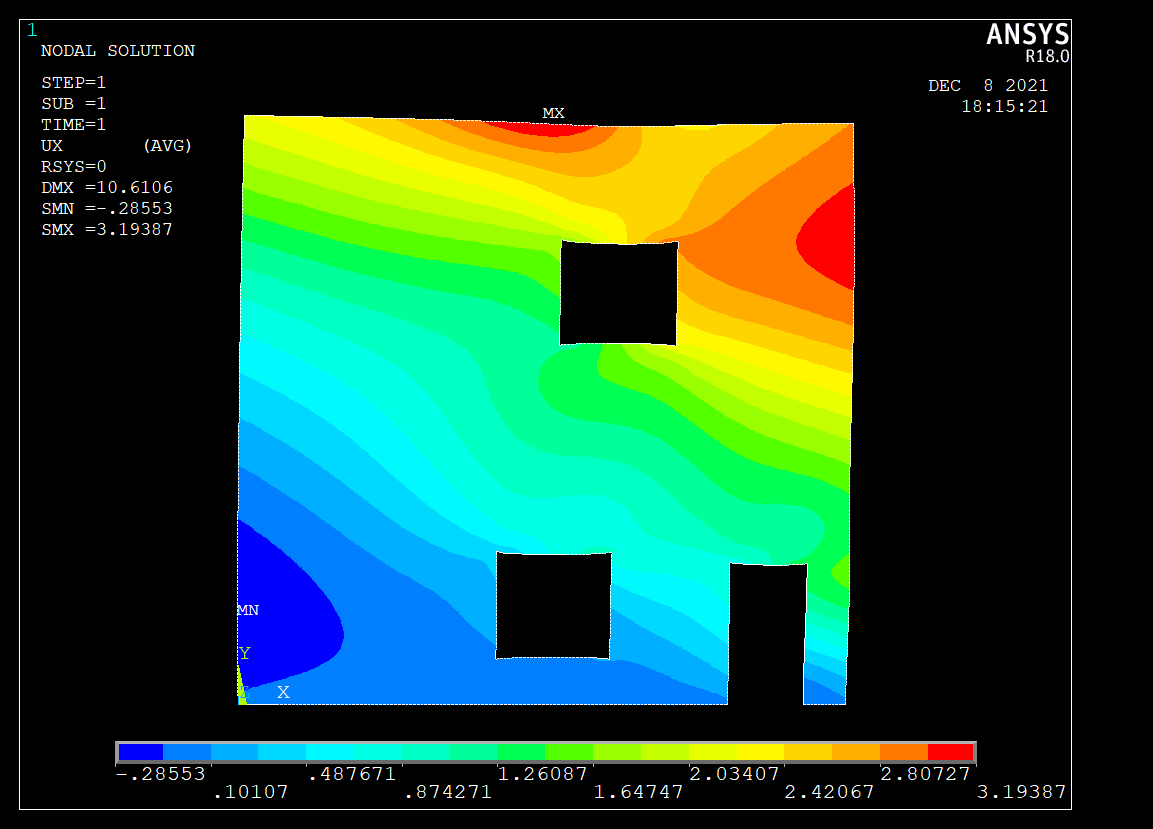 1
NODAL SOLUTION
STEP=1
SUB =1
TIME=1
UX (AVG)
RSYS=0
DMX =10.6106
SMN =-.28553
SMX =3.19387
ANSYS
R18.0
DEC 8 2021
18:15:21
MX
MN
Y
X
-.28553 .487671 1.26087 2.03407 2.80727
.10107 .874271 1.64747 2.42067 3.19387